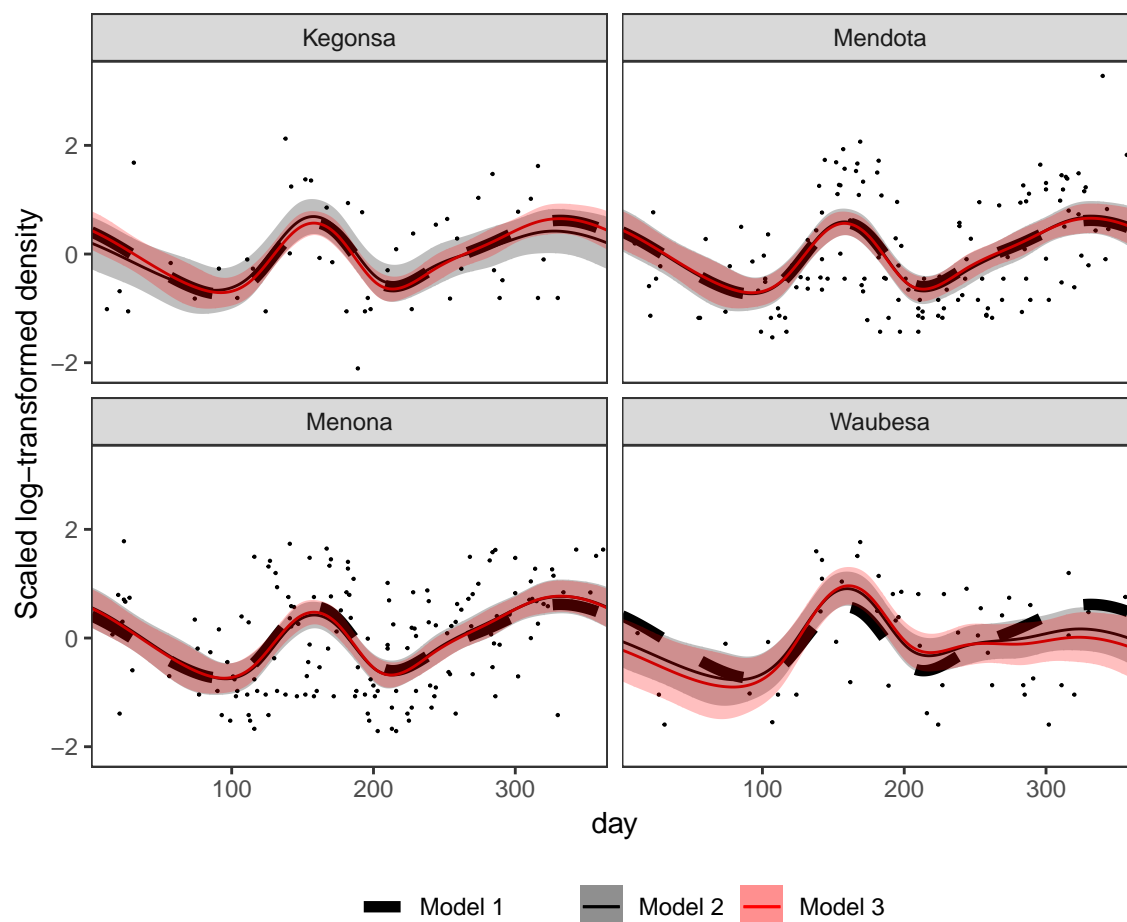 Kegonsa Mendota
Scaled log−transformed density
2
0
−2
Menona Waubesa
2
0
−2
100 200 300 100 200 300
day
Model 1 Model 2 Model 3